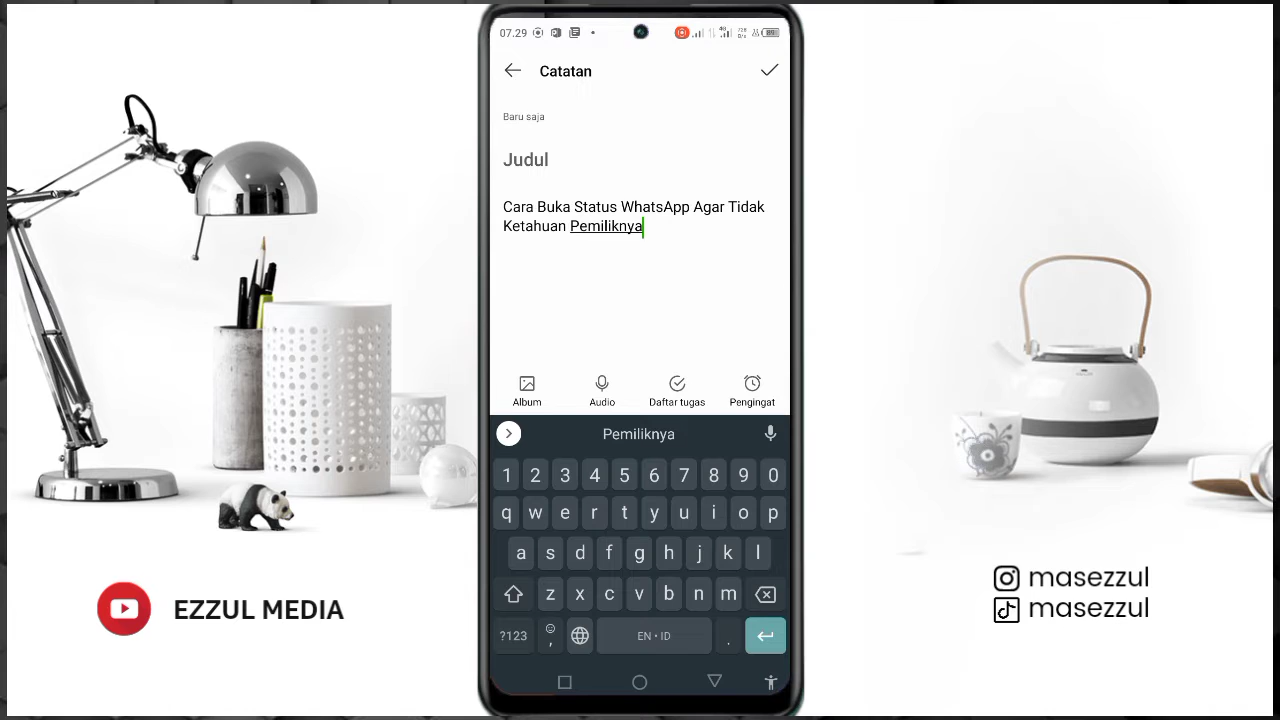 07.29
Catatan
Baru saja
Judul
Cara Buka Status WhatsApp Agar Tidak
Ketahuan Pemiliknya
Album Audio Daftar tugas Pengingat
Pemiliknya
1 2 3 4 5 6 7 8 9 0
q w e r t y u i o p
a s d f g h j k l
z x c v b n m
?123 , EN • ID .
EZZUL MEDIA
masezzul
masezzul